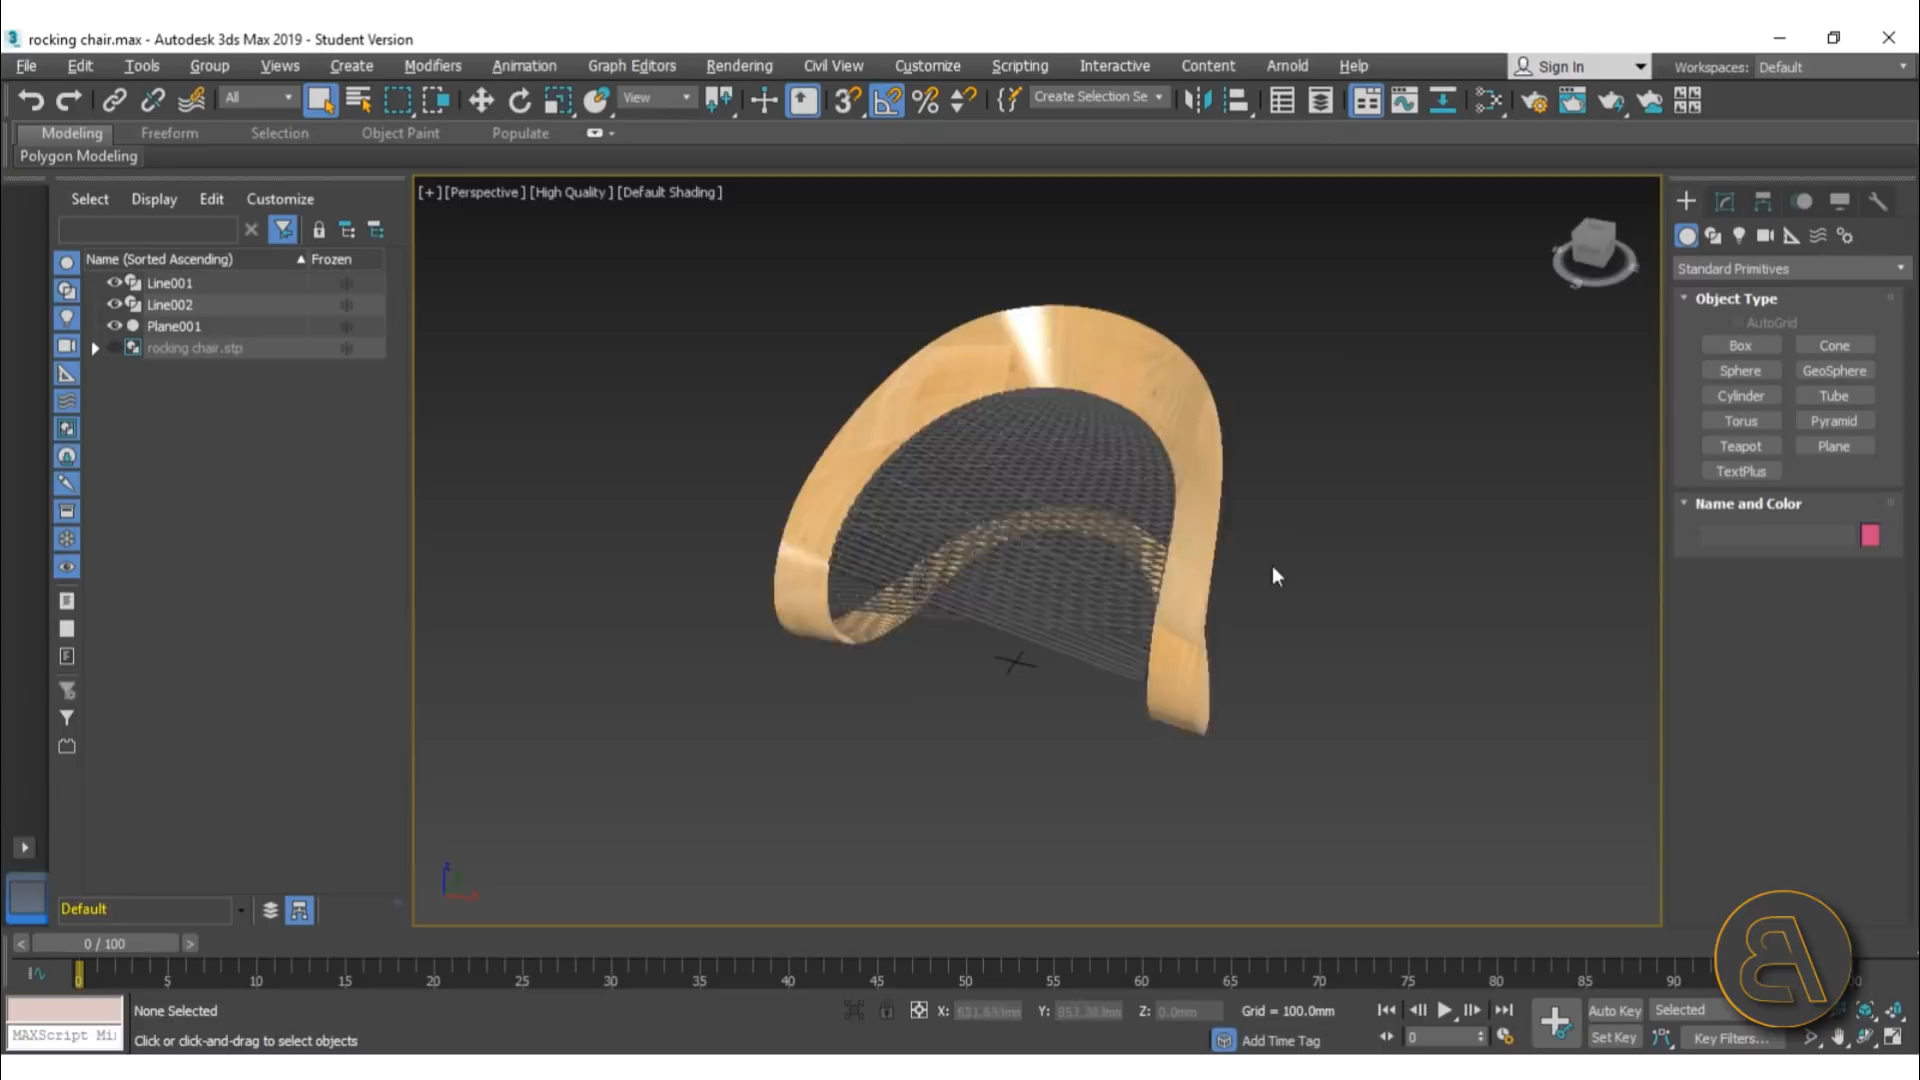 rocking chair.max - Autodesk 3ds Max 2019 - Student Version
File Edit Tools Group Views Create Modifiers Animation Graph Editors Rendering Civil View Customize Scripting Interactive Content Arnold Help Sign In Workspaces: Default
All View Create Selection Se
Modeling Freeform Selection Object Paint Populate
Polygon Modeling
Select Display Edit Customize
[+] [Perspective] [High Quality] [Default Shading]
Name (Sorted Ascending) Frozen
Line001
Line002
Plane001
rocking chair.stp
Standard Primitives
Object Type
AutoGrid
Box Cone
Sphere GeoSphere
Cylinder Tube
Torus Pyramid
Teapot Plane
TextPlus
Name and Color
Default
< 0 / 100 >
0 5 10 15 20 25 30 35 40 45 50 55 60 65 70 75 80 85 90
None Selected X: Y: Z: 0.0mm Grid = 100.0mm Auto Key Selected
MAXScript Mi Click or click-and-drag to select objects Add Time Tag 0 Set Key Key Filters...